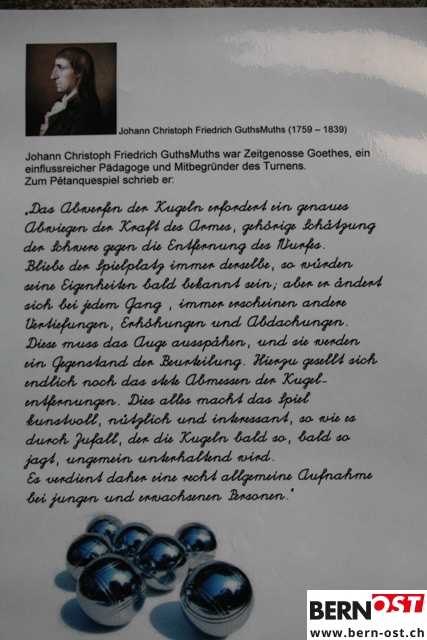 Johann Christoph Friedrich GuthsMuths (1759 – 1839)
Johann Christoph Friedrich GuthsMuths war Zeitgenosse Goethes, ein
einflussreicher Pädagoge und Mitbegründer des Turnens.
Zum Pétanquespiel schrieb er:
„Das Abwerfen der Kugeln erfordert ein genaues
Abwiegen der Kraft des Armes, gehörige Schätzung
der Schwere gegen die Entfernung des Wurfes.
Bliebe der Spielplatz immer derselbe, so würden
seine Eigenheiten bald bekannt sein; aber er ändert
sich bei jedem Gang , immer erscheinen andere
Vertiefungen, Erhöhungen und Abdachungen.
Diese muss das Auge ausspähen, und sie werden
ein Gegenstand der Beurteilung. Hierzu gesellt sich
endlich noch das stete Abmessen der Kugel-
entfernungen. Dies alles macht das Spiel
kunstvoll, nützlich und interessant, so wie es
durch Zufall, der die Kugeln bald so, bald so
jagt, ungemein unterhaltend wird.
Es verdient daher eine recht allgemeine Aufnahme
bei jungen und erwachsenen Personen."
BERNOST
www.bern-ost.ch